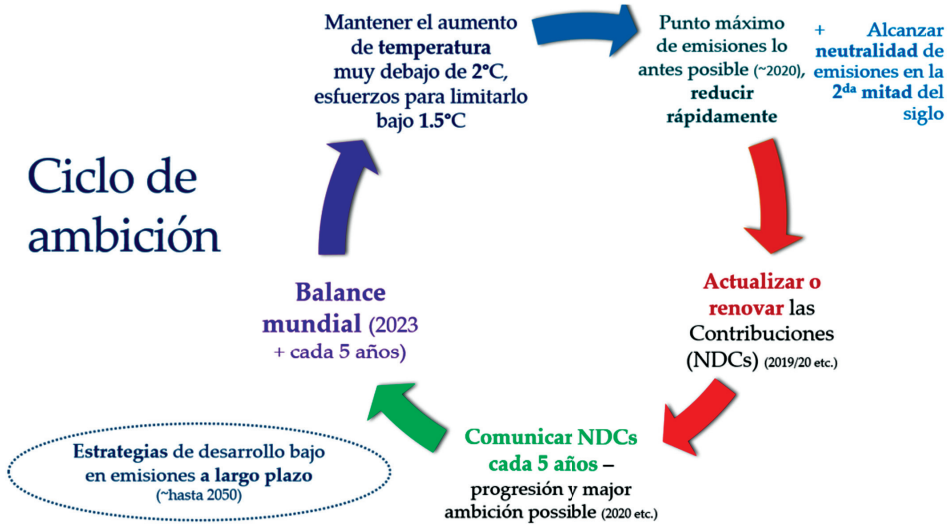 Ciclo de
ambición
Mantener el aumento
de temperatura
muy debajo de 2°C,
esfuerzos para limitarlo
bajo 1.5°C
Punto máximo
de emisiones lo
antes posible (~2020),
reducir
rápidamente
+ Alcanzar
neutralidad de
emisiones en la
2da mitad del
siglo
Actualizar o
renovar las
Contribuciones
(NDCs) (2019/20 etc.)
Comunicar NDCs
cada 5 años –
progresión y major
ambición possible (2020 etc.)
Balance
mundial (2023
+ cada 5 años)
Estrategias de desarrollo bajo
en emisiones a largo plazo
(~hasta 2050)